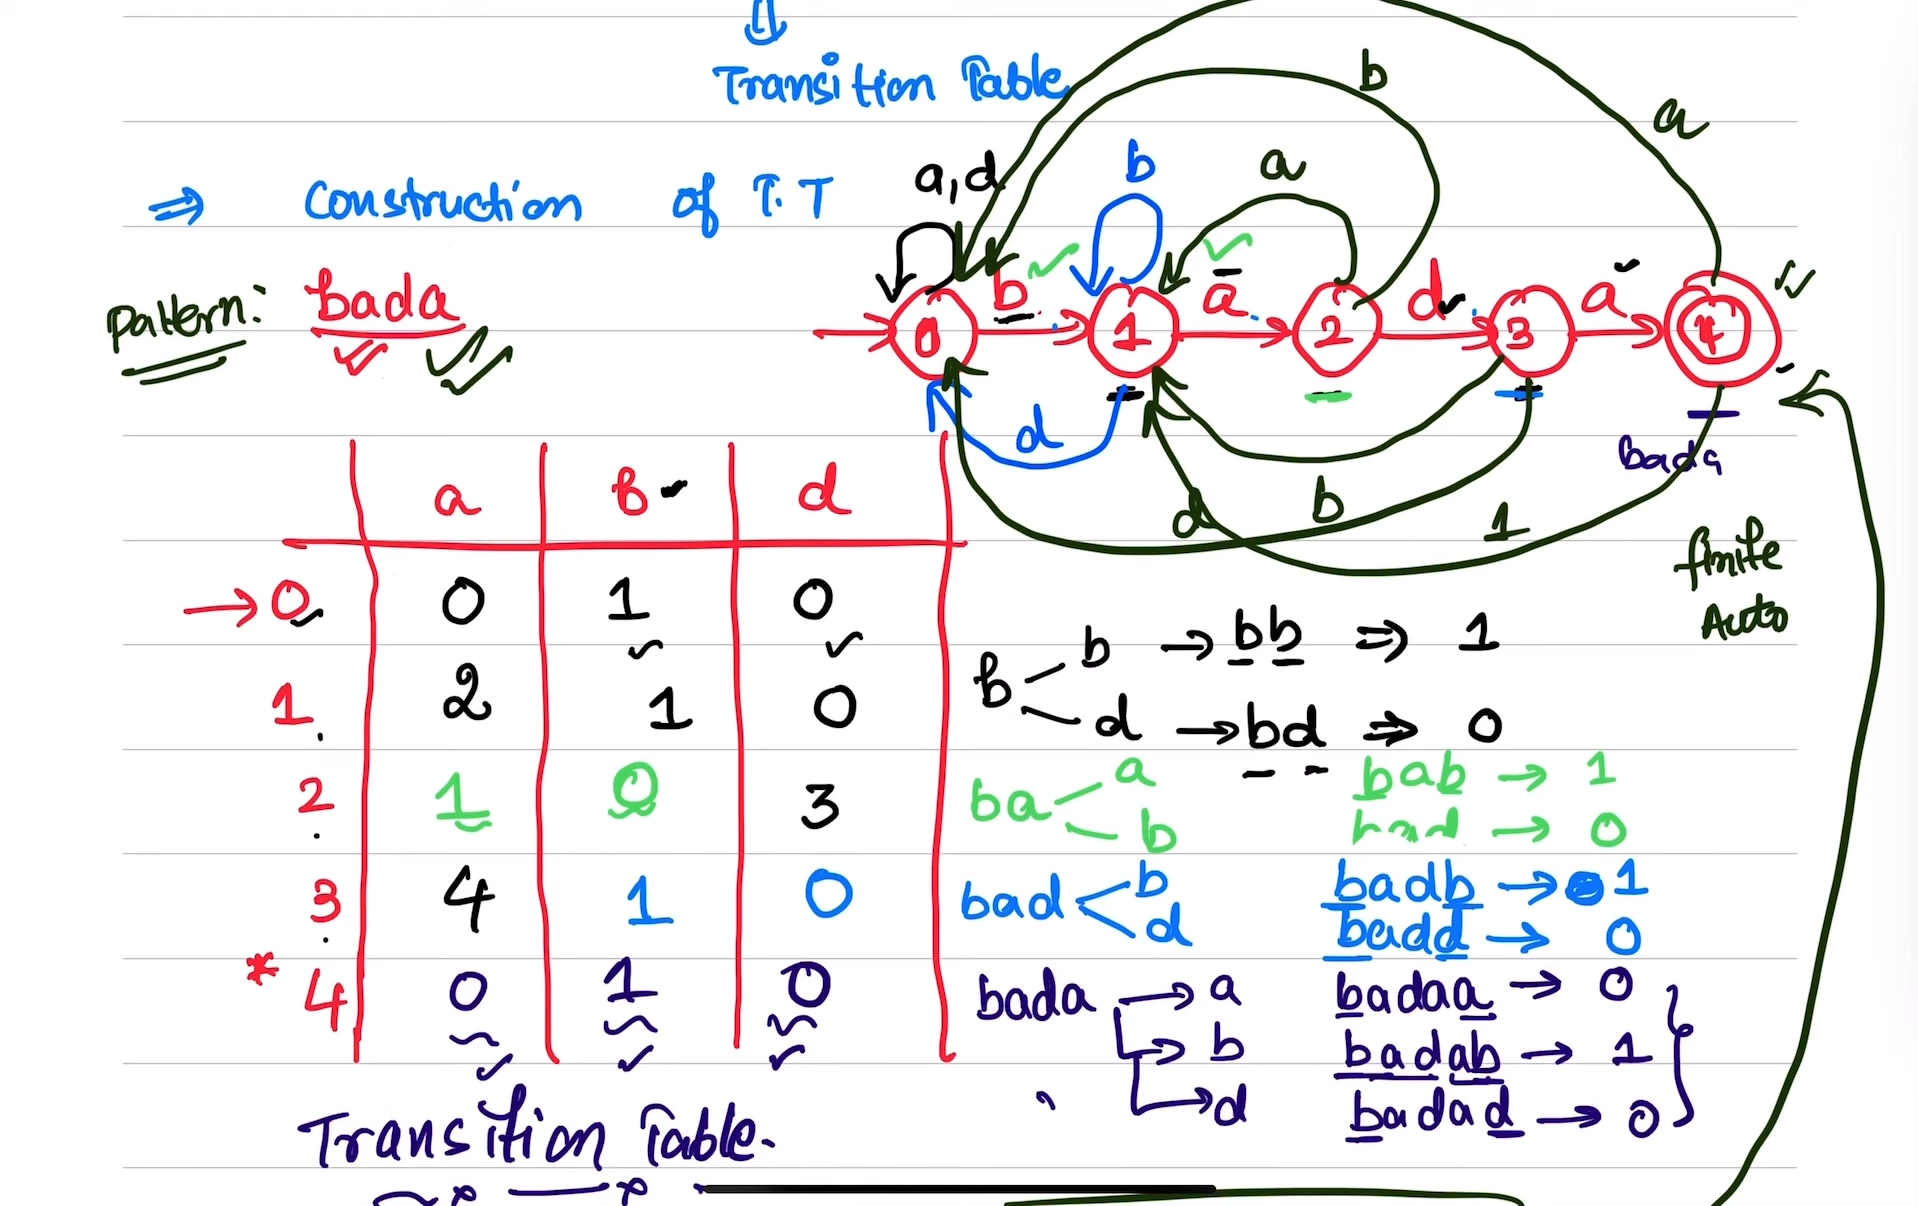 Transition Table
b
a
a,d
b
a
⇒ Construction of T.T
Pattern: bada
b a d a
0 1 2 3 4
d
bada
d b 1
a b d
finite
Auto
→ 0 0 1 0
1 2 1 0
2 1 0 3
3 4 1 0
* 4 0 1 0
b b → bb ⇒ 1
d → bd ⇒ 0
ba a bab → 1
b → 0
bad b badb → 1
d badd → 0
bada → a badaa → 0
→ b badab → 1
→ d badad → 0
Transition Table.